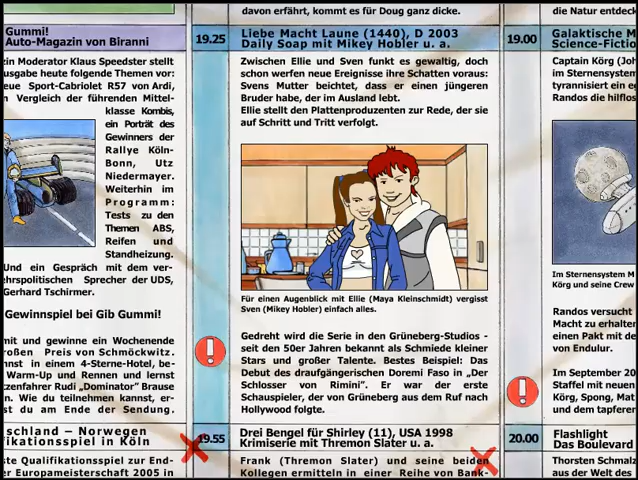 davon erfährt, kommt es für Doug ganz dicke.
die Natur entdec
Gummi!
Auto-Magazin von Biranni
in Moderator Klaus Speedster stellt
usgabe heute folgende Themen vor:
eue Sport-Cabriolet R57 von Ardi,
n Vergleich der führenden Mittel-
klasse Kombis,
ein Porträt des
Gewinners der
Rallye Köln-
Bonn, Utz
Niedermayer.
Weiterhin im
Programm:
Tests zu den
Themen ABS,
Reifen und
Standheizung.
Und ein Gespräch mit dem ver-
ehrspolitischen Sprecher der UDS,
Gerhard Tschirmer.
Gewinnspiel bei Gib Gummi!
mit und gewinne ein Wochenende
roßen Preis von Schmöckwitz.
nnst in einem 4-Sterne-Hotel, be-
Warm-Up und Rennen und lernst
zenfahrer Rudi „Dominator" Brause
n. Wie du teilnehmen kannst, er-
st du am Ende der Sendung.
schland – Norwegen
fikationsspiel in Köln
ste Qualifikationsspiel zur End-
er Europameisterschaft 2005 in
19.25
Liebe Macht Laune (1440), D 2003
Daily Soap mit Mikey Hobler u. a.
Zwischen Ellie und Sven funkt es gewaltig, doch
schon werfen neue Ereignisse ihre Schatten voraus:
Svens Mutter beichtet, dass er einen jüngeren
Bruder habe, der im Ausland lebt.
Ellie stellt den Plattenproduzenten zur Rede, der sie
auf Schritt und Tritt verfolgt.
Für einen Augenblick mit Ellie (Maya Kleinschmidt) vergisst
Sven (Mikey Hobler) einfach alles.
Gedreht wird die Serie in den Grüneberg-Studios -
seit den 50er Jahren bekannt als Schmiede kleiner
Stars und großer Talente. Bestes Beispiel: Das
Debut des draufgängerischen Doremi Faso in „Der
Schlosser von Rimini". Er war der erste
Schauspieler, der von Grüneberg aus dem Ruf nach
Hollywood folgte.
19.55
Drei Bengel für Shirley (11), USA 1998
Krimiserie mit Thremon Slater u. a.
Frank (Thremon Slater) und seine beiden
Kollegen ermitteln in einer Reihe von Bank-
19.00
Galaktische M
Science-Fictio
Captain Körg (Joh
im Sternensystem
tyrannisiert ein eg
Randos die hilflos
Im Sternensystem M
Körg und seine Crew
Randos versucht
Macht zu erhalter
einen Pakt mit de
von Endulur.
Im September 20
Staffel mit neuen
Körg, Spong, Mat
und dem tapferer
20.00
Flashlight
Das Boulevard
Thorsten Schmalz
aus der Welt des